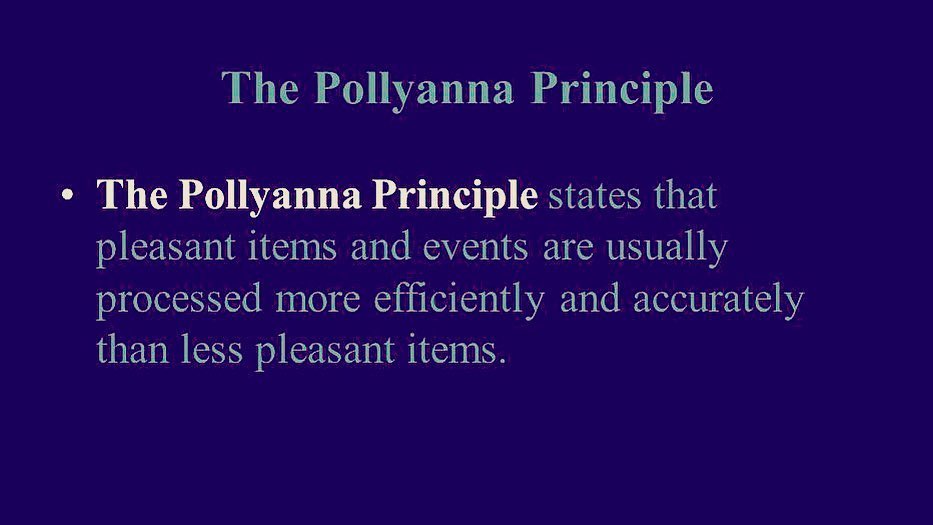 The Pollyanna Principle
• The Pollyanna Principle states that
pleasant items and events are usually
processed more efficiently and accurately
than less pleasant items.